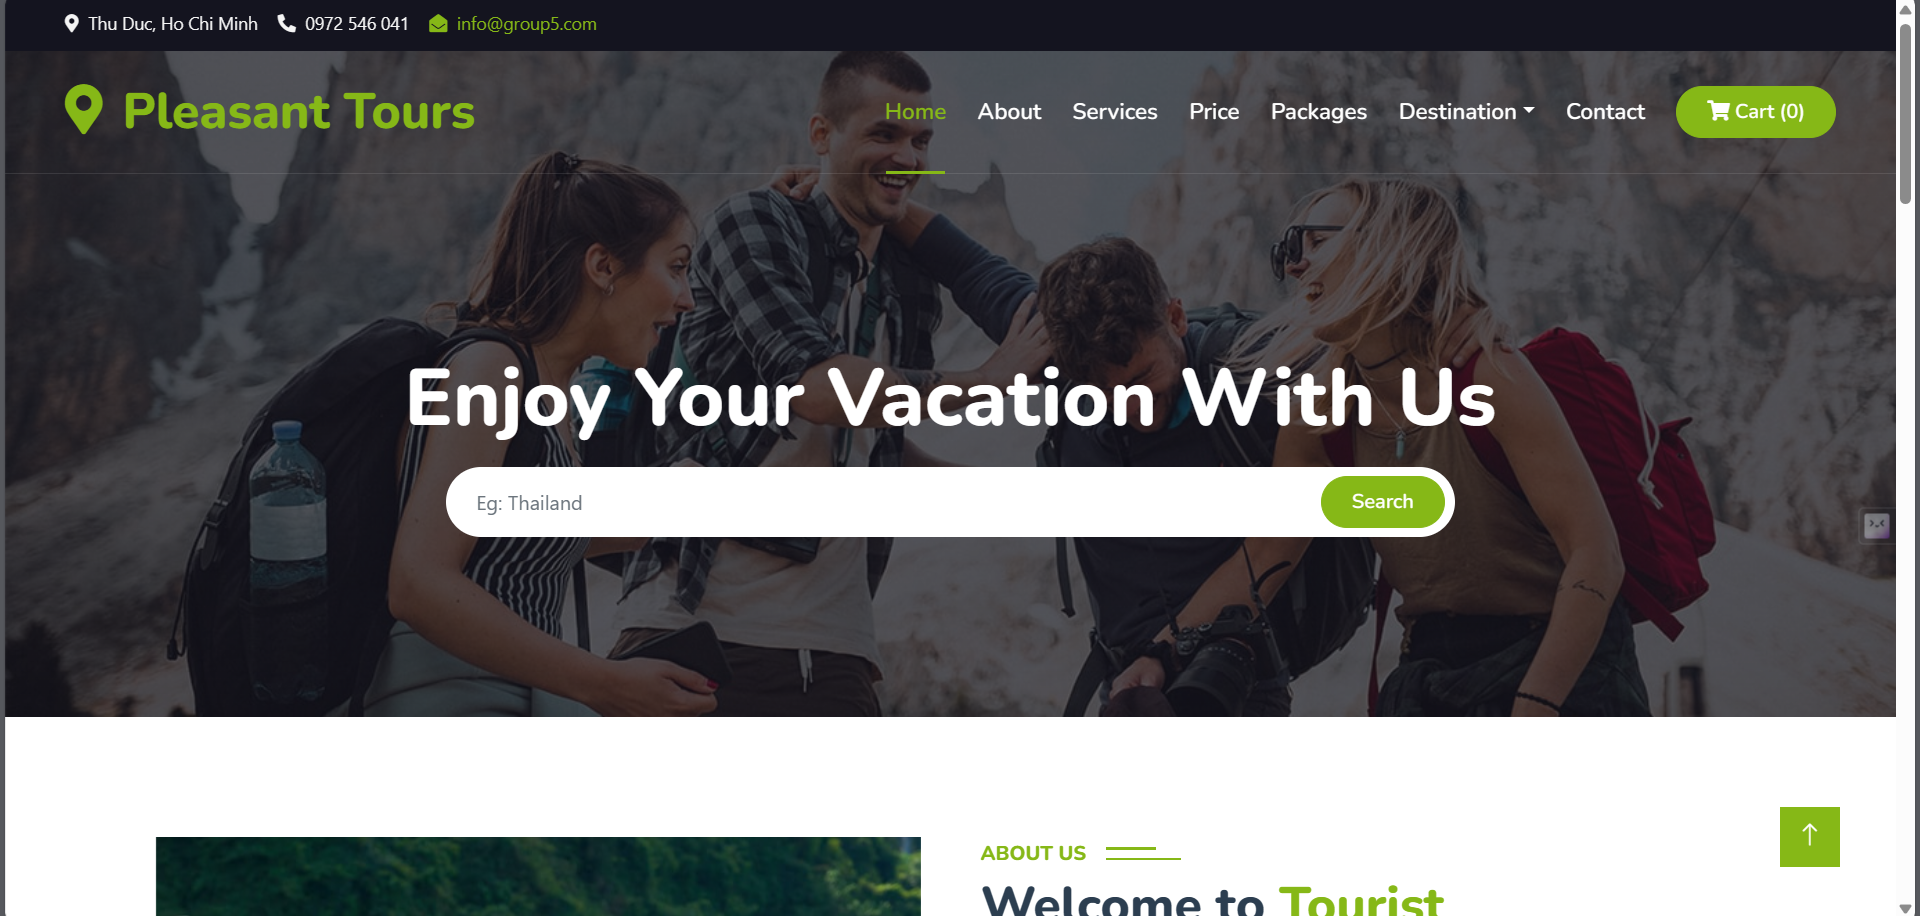 Thu Duc, Ho Chi Minh 0972 546 041 info@group5.com
Pleasant Tours Home About Services Price Packages Destination Contact Cart (0)
Enjoy Your Vacation With Us
Eg: Thailand Search
ABOUT US
Welcome to Tourist